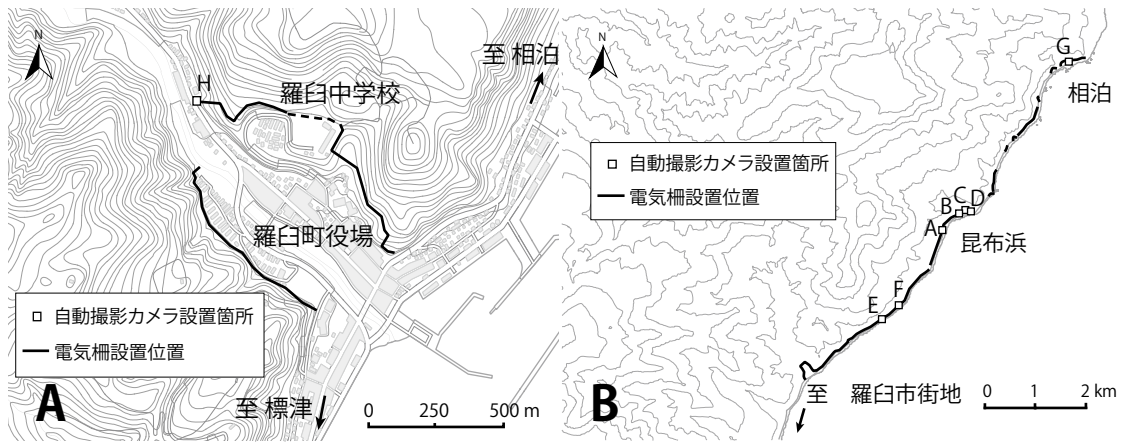 N
至 相泊
H
羅臼中学校
羅臼町役場
自動撮影カメラ設置箇所
電気柵設置位置
A
至 標津
0 250 500 m
N
G
相泊
自動撮影カメラ設置箇所
電気柵設置位置
B C D
A
昆布浜
F
E
B
至 羅臼市街地
0 1 2 km